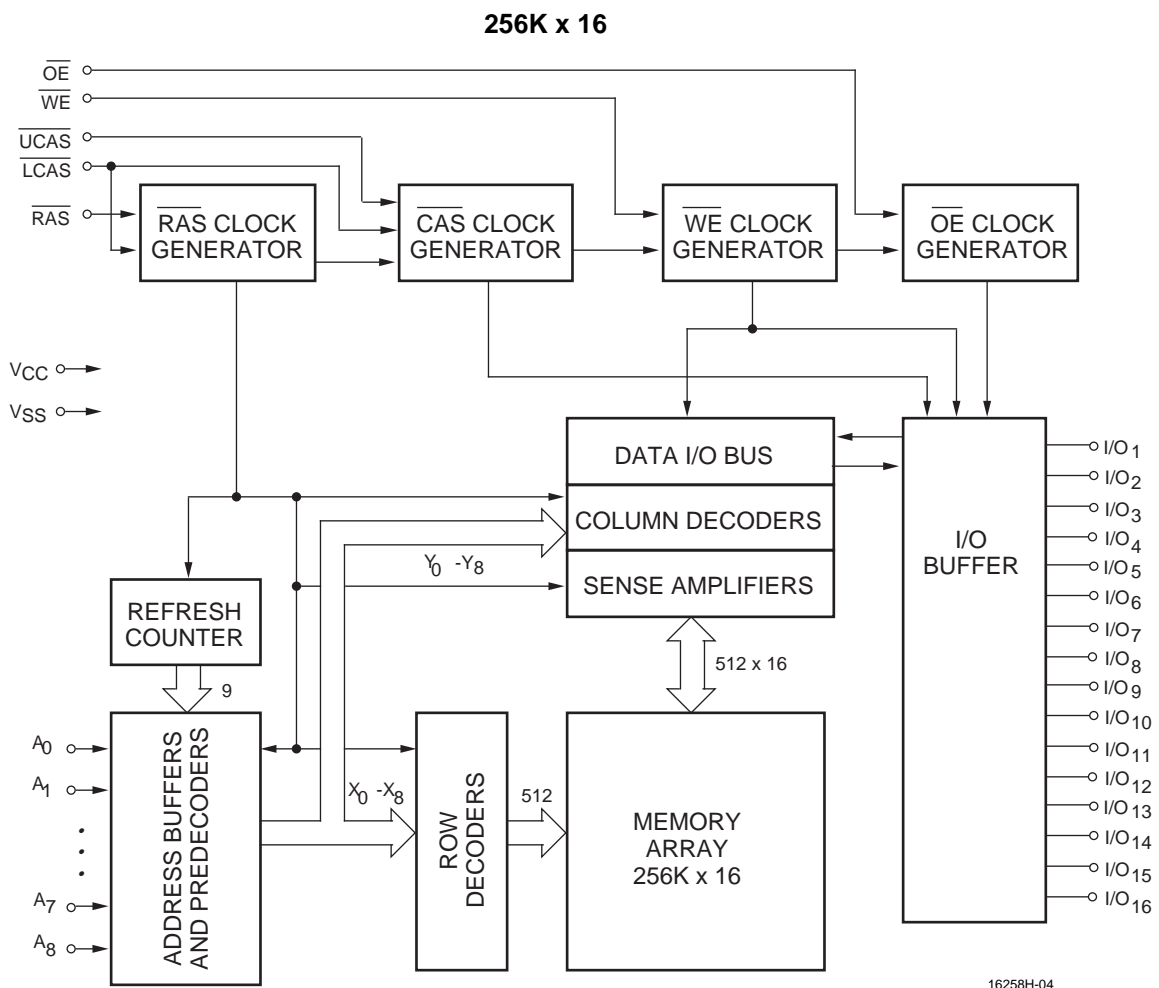 256K x 16
OE
WE
UCAS
LCAS
RAS
RAS CLOCK
GENERATOR
CAS CLOCK
GENERATOR
WE CLOCK
GENERATOR
OE CLOCK
GENERATOR
VCC
VSS
DATA I/O BUS
COLUMN DECODERS
SENSE AMPLIFIERS
Y0 -Y8
REFRESH
COUNTER
9
512 x 16
I/O
BUFFER
I/O1
I/O2
I/O3
I/O4
I/O5
I/O6
I/O7
I/O8
I/O9
I/O10
I/O11
I/O12
I/O13
I/O14
I/O15
I/O16
A0
A1
.
.
.
A7
A8
ADDRESS BUFFERS
AND PREDECODERS
X0 -X8
ROW
DECODERS
512
MEMORY
ARRAY
256K x 16
16258H-04